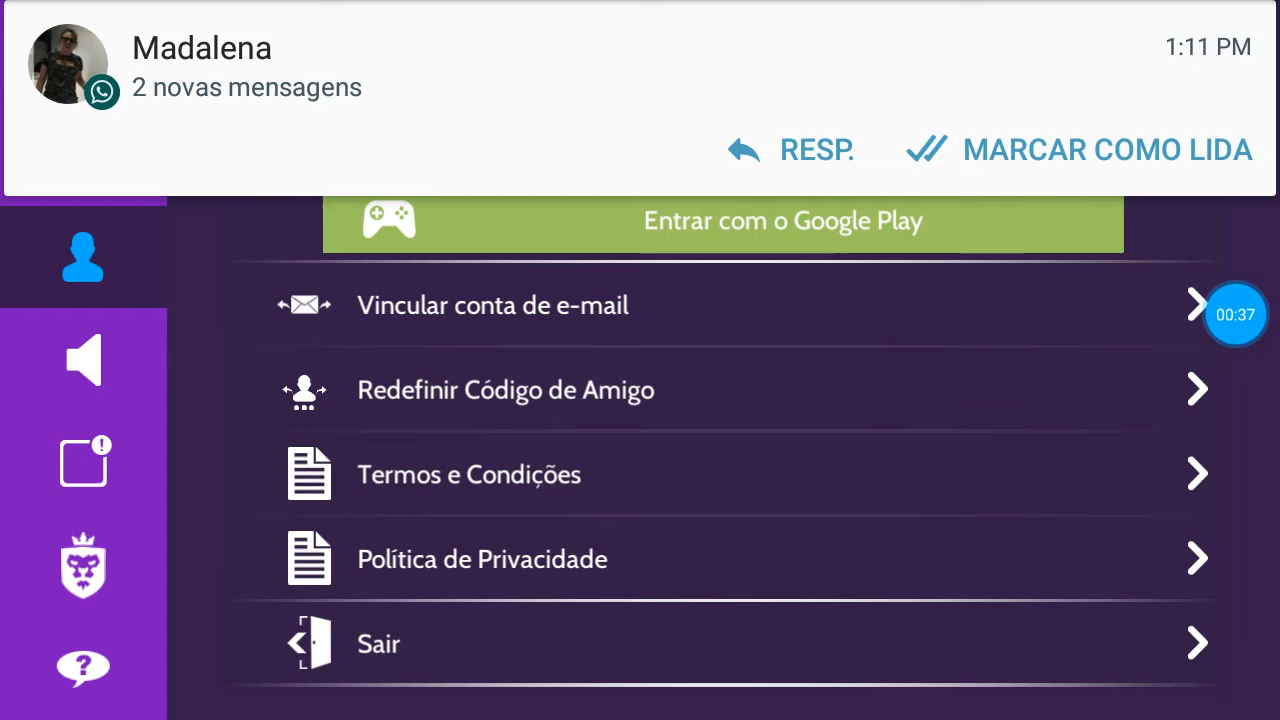 Madalena
1:11 PM
2 novas mensagens
RESP.
MARCAR COMO LIDA
Entrar com o Google Play
Vincular conta de e-mail
00:37
Redefinir Código de Amigo
Termos e Condições
Política de Privacidade
Sair